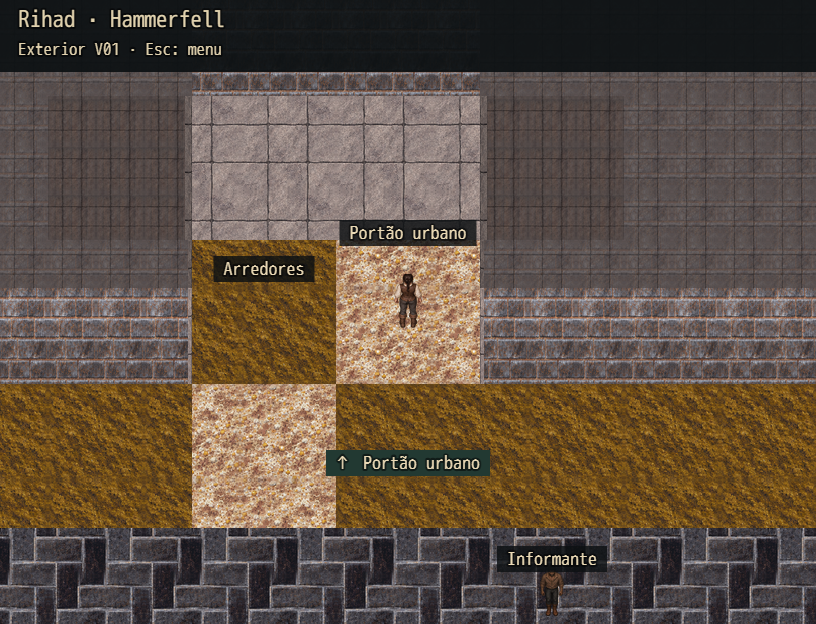 Rihad · Hammerfell
Exterior V01 · Esc: menu
Portão urbano
Arredores
↑ Portão urbano
Informante